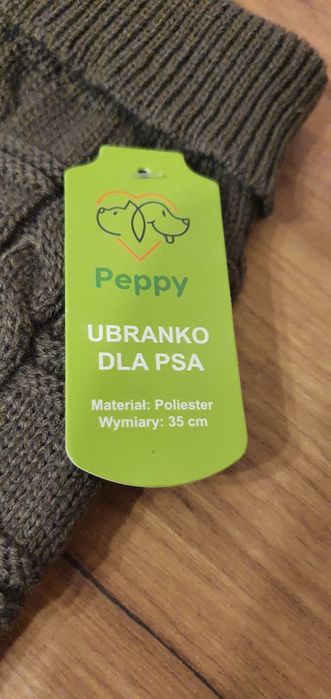 Peppy
UBRANKO
DLA PSA
Materiał: Poliester
Wymiary: 35 cm